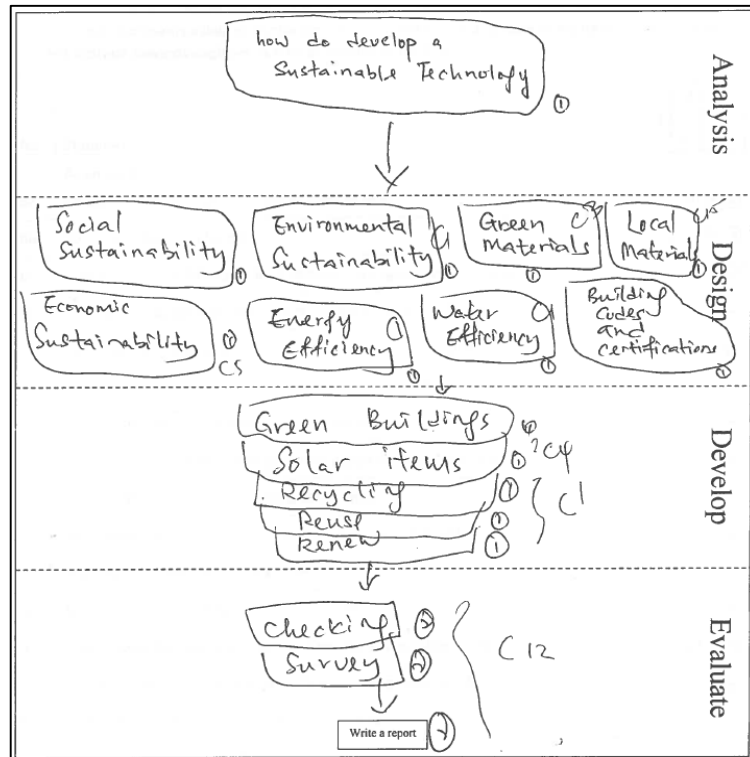 how do develop a
Sustainable Technology
①
Analysis
Social
Sustainability
①
Environmental
Sustainability
①
Green
Materials
①
Local
Materials
①
Design
Economic
Sustainability
①
C5
Energy
Efficiency
①
Water
Efficiency
①
Building
codes
and
certifications
①
Green Buildings
Solar items
① ?C4
Recycling
①
Reuse
①
Renew
①
C1
Develop
checking
②
Survey
②
C12
Write a report
②
Evaluate